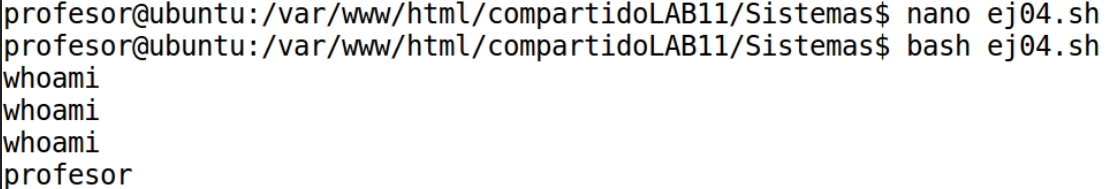 profesor@ubuntu:/var/www/html/compartidoLAB11/Sistemas$ nano ej04.sh
profesor@ubuntu:/var/www/html/compartidoLAB11/Sistemas$ bash ej04.sh
whoami
whoami
whoami
profesor